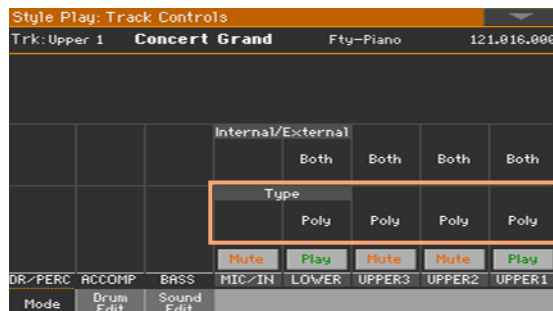 Style Play: Track Controls
Trk:Upper 1 Concert Grand Fty-Piano 121.016.000
Internal/External
Both Both Both Both
Type
Poly Poly Poly Poly
Mute Play Mute Mute Play
DR/PERC ACCOMP BASS MIC/IN LOWER UPPER3 UPPER2 UPPER1
Mode Drum Edit Sound Edit